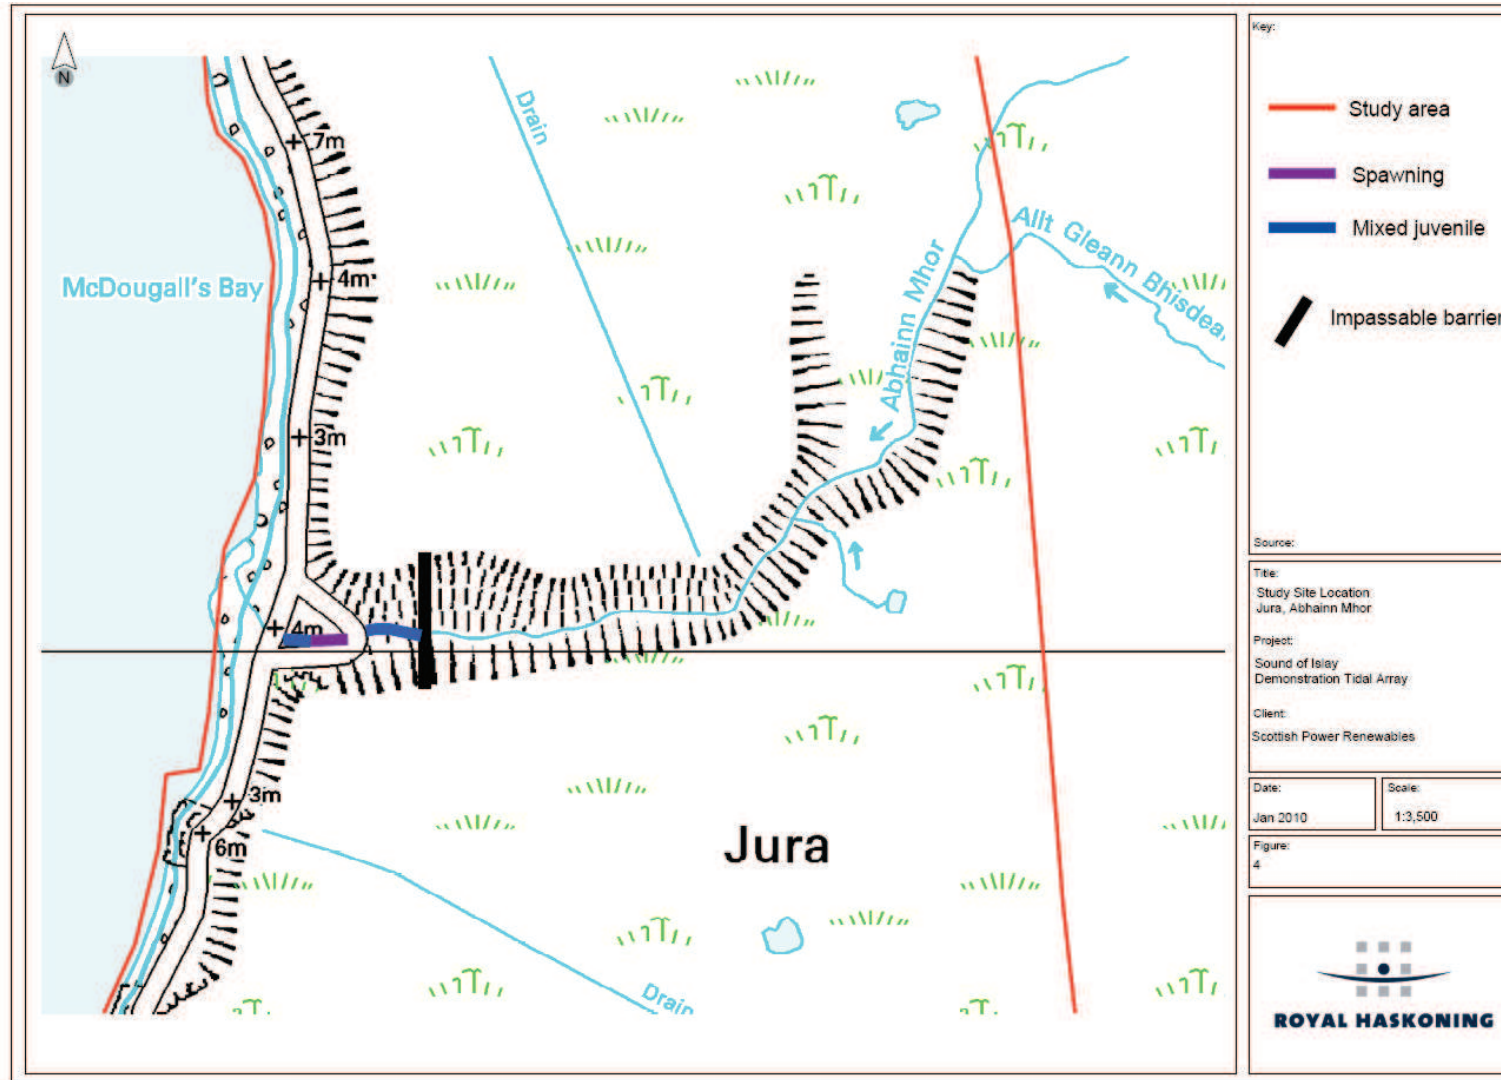 N
Drain
7m
McDougall's Bay
4m
Abhainn Mhor
Allt Gleann Bhisdea
3m
4m
3m
6m
Jura
Drain
Key:
Study area
Spawning
Mixed juvenile
Impassable barrier
Source:
Title:
Study Site Location
Jura, Abhainn Mhor
Project:
Sound of Islay
Demonstration Tidal Array
Client:
Scottish Power Renewables
Date:
Jan 2010
Scale:
1:3,500
Figure:
4
ROYAL HASKONING